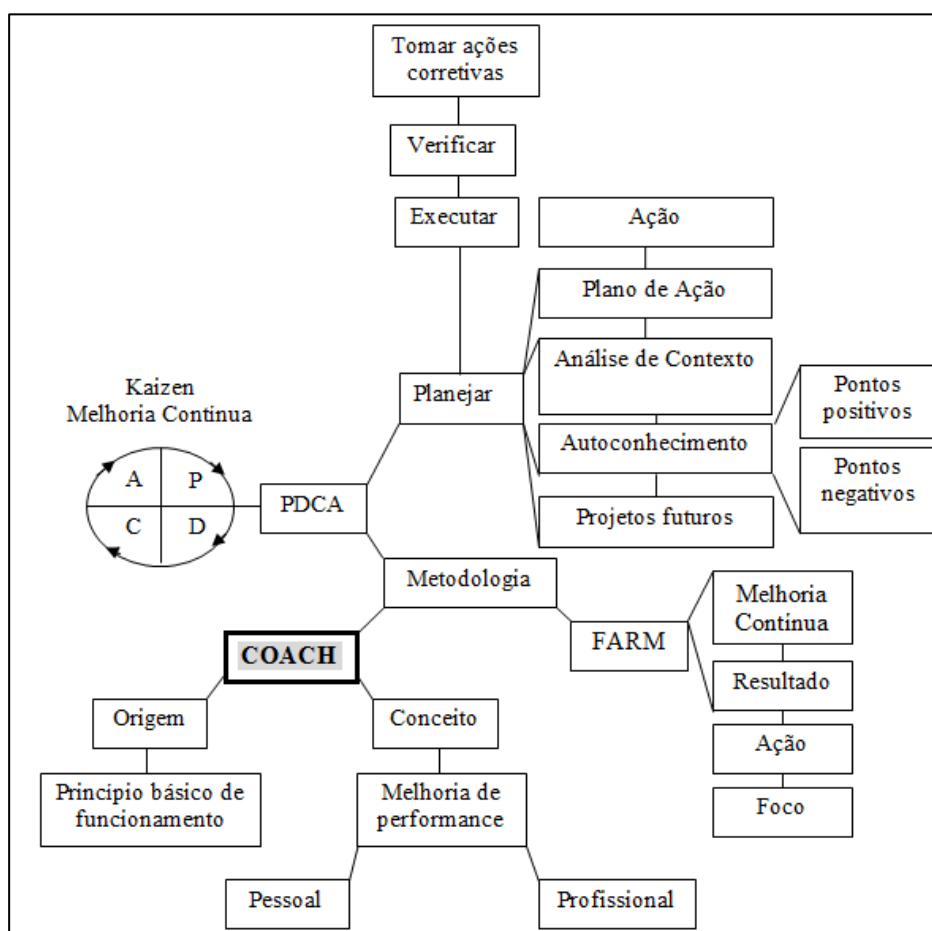 Tomar ações
corretivas
Verificar
Executar
Ação
Plano de Ação
Análise de Contexto
Planejar
Pontos
positivos
Kaizen
Melhoria Continua
Autoconhecimento
Pontos
negativos
A P
C D
PDCA
Projetos futuros
Metodologia
Melhoria
Contínua
FARM
COACH
Resultado
Origem
Conceito
Ação
Principio básico de
funcionamento
Melhoria de
performance
Foco
Pessoal
Profissional